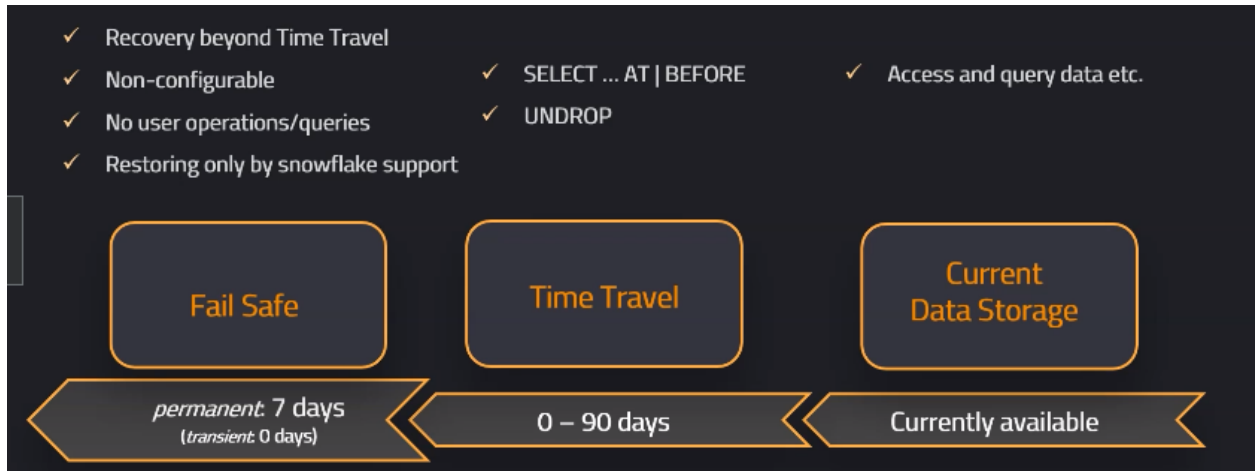 Recovery beyond Time Travel
Non-configurable
No user operations/queries
Restoring only by snowflake support
SELECT ... AT | BEFORE
UNDROP
Access and query data etc.
Fail Safe
Time Travel
Current
Data Storage
permanent: 7 days
(transient: 0 days)
0 – 90 days
Currently available